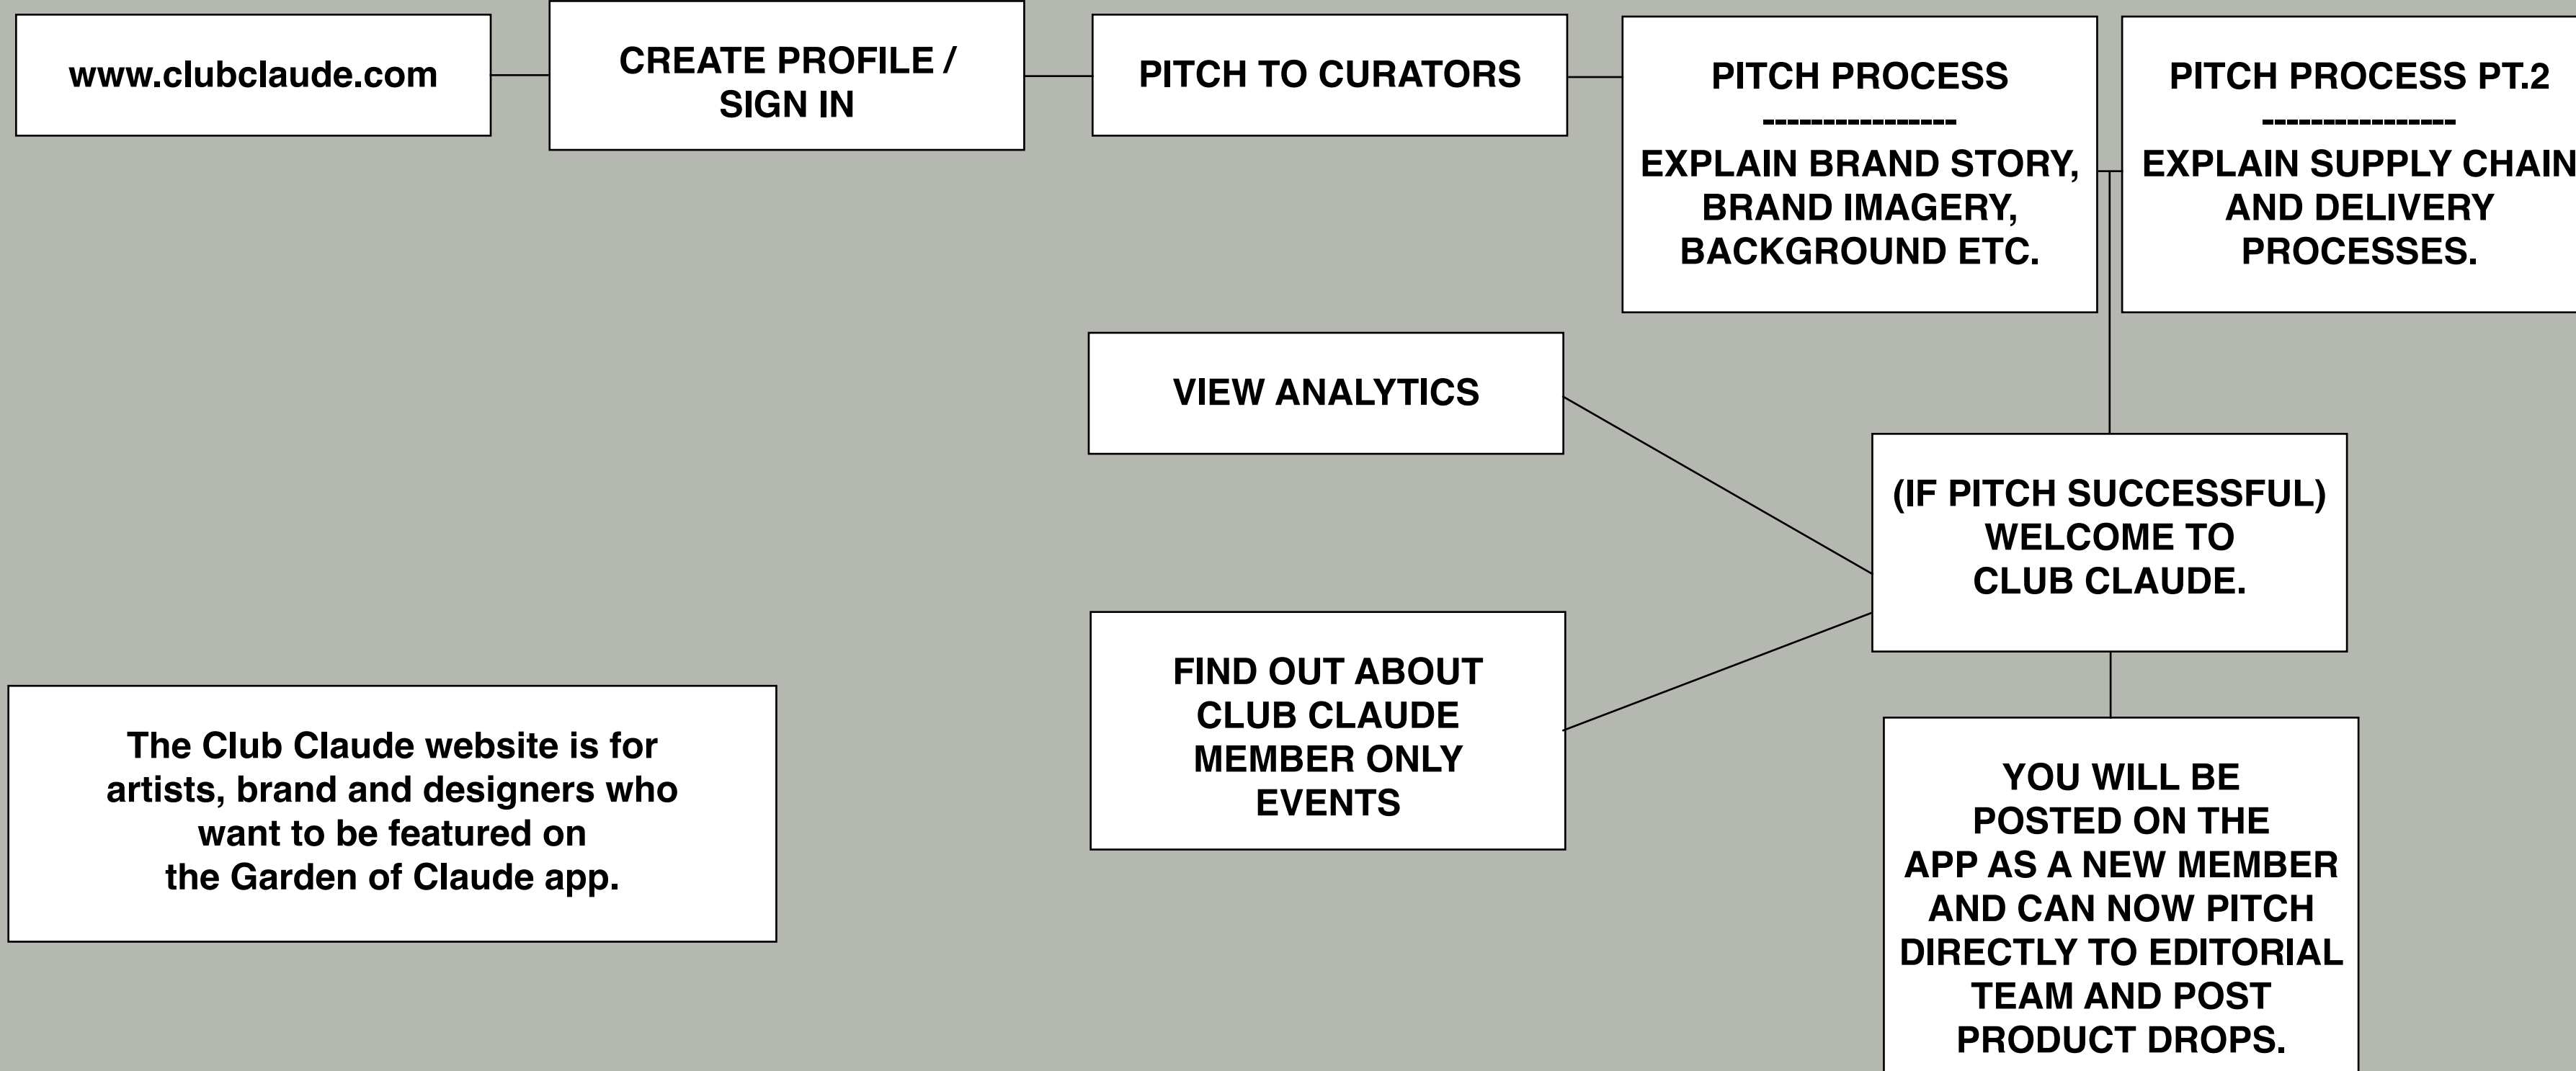 www.clubclaude.com
CREATE PROFILE /
SIGN IN
PITCH TO CURATORS
PITCH PROCESS
----------------
EXPLAIN BRAND STORY,
BRAND IMAGERY,
BACKGROUND ETC.
PITCH PROCESS PT.2
----------------
EXPLAIN SUPPLY CHAIN
AND DELIVERY
PROCESSES.
VIEW ANALYTICS
(IF PITCH SUCCESSFUL)
WELCOME TO
CLUB CLAUDE.
FIND OUT ABOUT
CLUB CLAUDE
MEMBER ONLY
EVENTS
The Club Claude website is for
artists, brand and designers who
want to be featured on
the Garden of Claude app.
YOU WILL BE
POSTED ON THE
APP AS A NEW MEMBER
AND CAN NOW PITCH
DIRECTLY TO EDITORIAL
TEAM AND POST
PRODUCT DROPS.